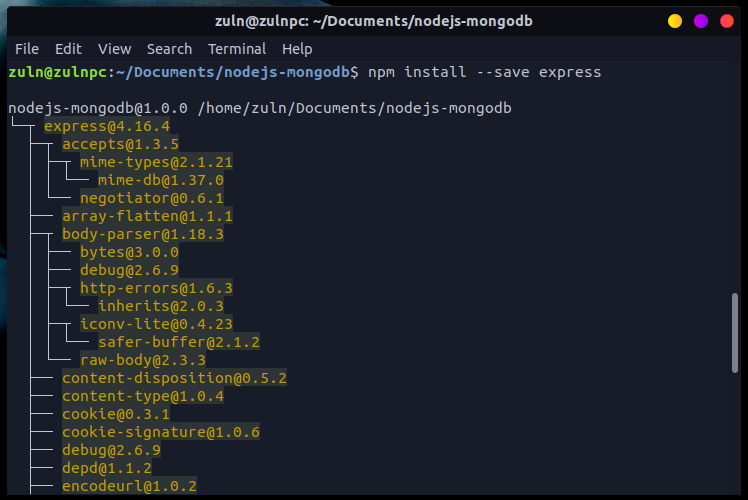 zuln@zulnpc: ~/Documents/nodejs-mongodb
File Edit View Search Terminal Help
zuln@zulnpc:~/Documents/nodejs-mongodb$ npm install --save express
nodejs-mongodb@1.0.0 /home/zuln/Documents/nodejs-mongodb
└─┬ express@4.16.4
  ├─┬ accepts@1.3.5
  │ ├─┬ mime-types@2.1.21
  │ │ └── mime-db@1.37.0
  │ └── negotiator@0.6.1
  ├── array-flatten@1.1.1
  ├─┬ body-parser@1.18.3
  │ ├── bytes@3.0.0
  │ ├── debug@2.6.9
  │ ├─┬ http-errors@1.6.3
  │ │ └── inherits@2.0.3
  │ ├─┬ iconv-lite@0.4.23
  │ │ └── safer-buffer@2.1.2
  │ └── raw-body@2.3.3
  ├── content-disposition@0.5.2
  ├── content-type@1.0.4
  ├── cookie@0.3.1
  ├── cookie-signature@1.0.6
  ├── debug@2.6.9
  ├── depd@1.1.2
  ├── encodeurl@1.0.2